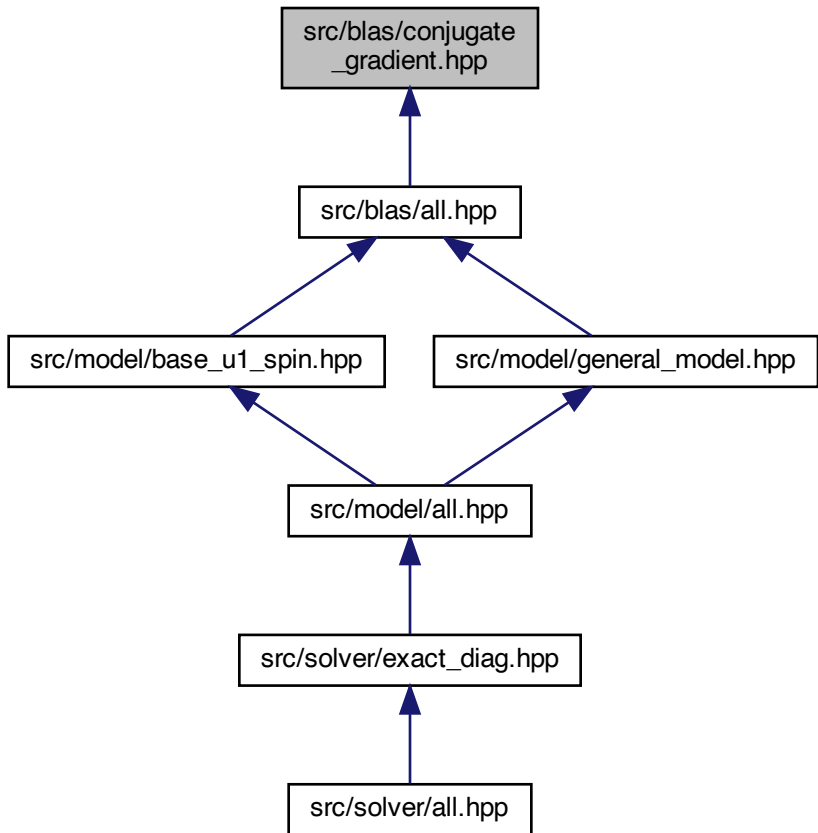 src/blas/conjugate
_gradient.hpp
src/blas/all.hpp
src/model/base_u1_spin.hpp
src/model/general_model.hpp
src/model/all.hpp
src/solver/exact_diag.hpp
src/solver/all.hpp